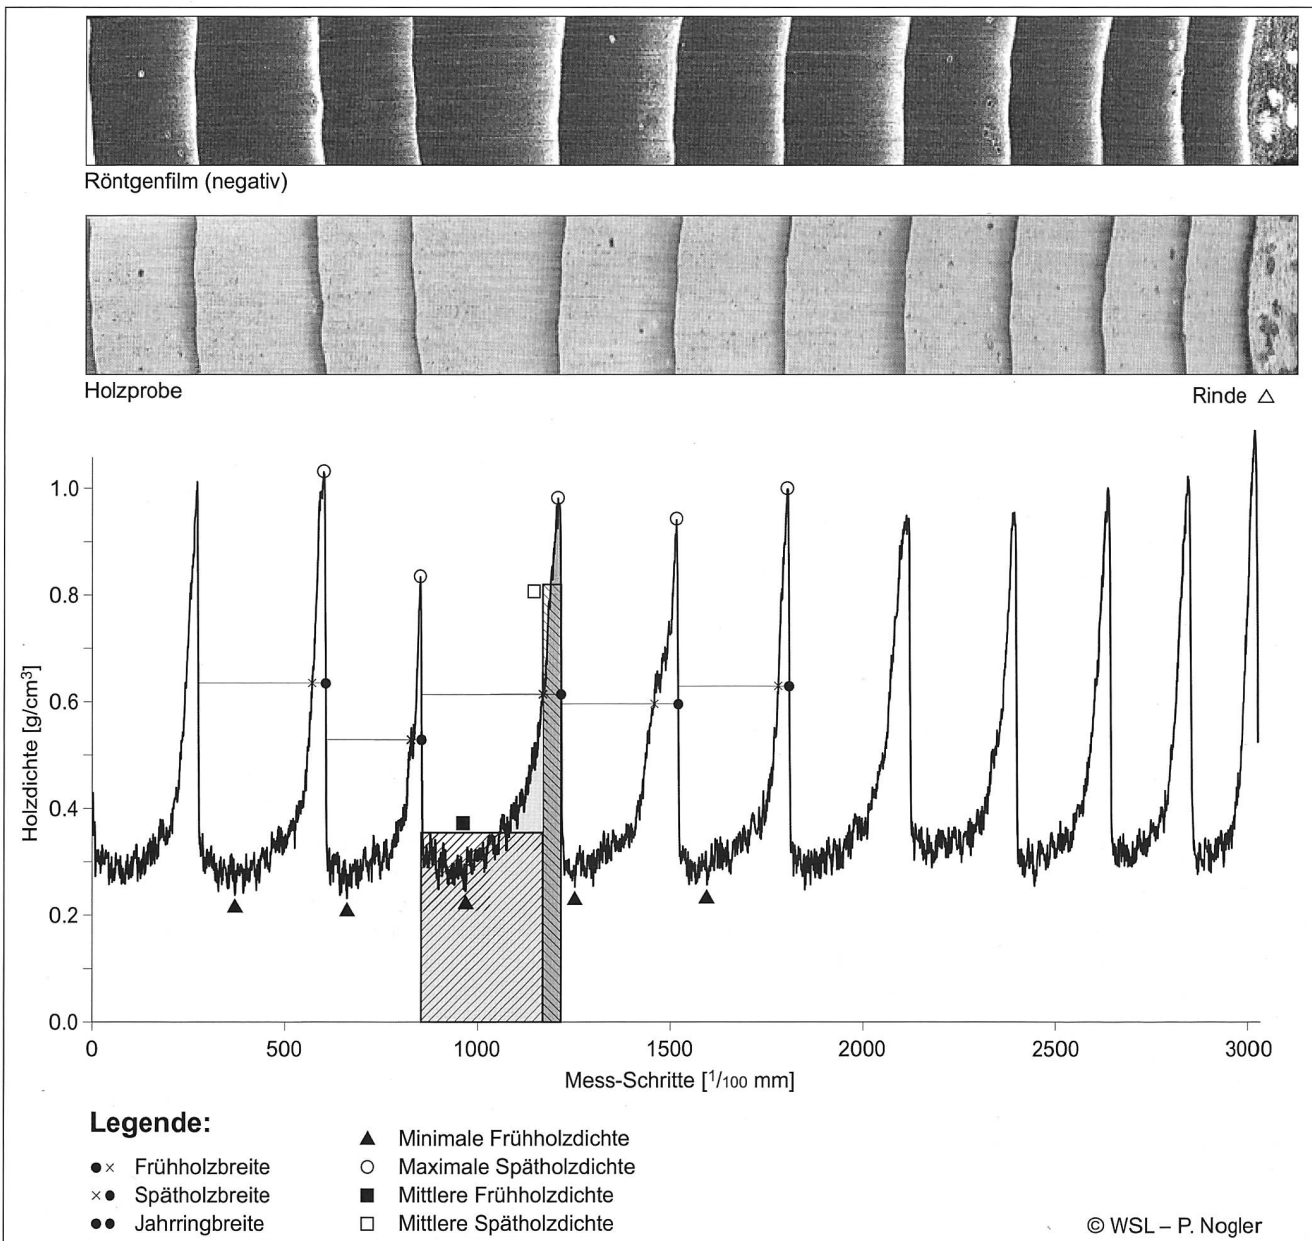 Röntgenfilm (negativ)
Holzprobe
Rinde △
Holzdichte [g/cm³]
1.0
0.8
0.6
0.4
0.2
0.0
0 500 1000 1500 2000 2500 3000
Mess-Schritte [1/100 mm]
Legende:
●× Frühholzbreite
×● Spätholzbreite
●● Jahrringbreite
▲ Minimale Frühholzdichte
○ Maximale Spätholzdichte
■ Mittlere Frühholzdichte
□ Mittlere Spätholzdichte
© WSL – P. Nogler